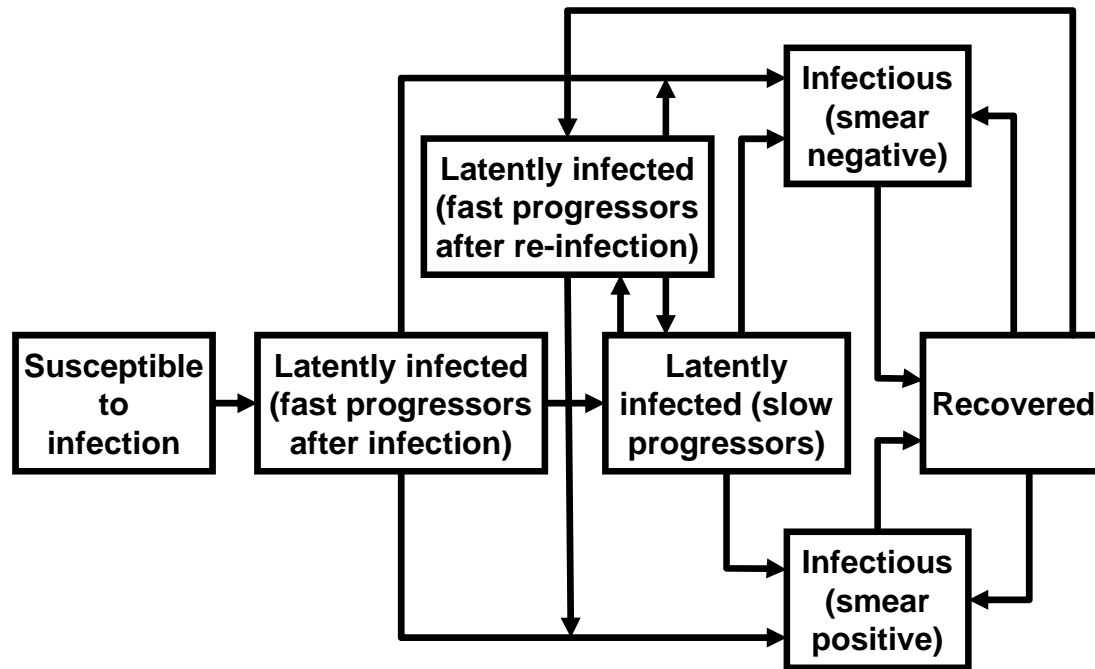 Infectious
(smear
negative)
Latently infected
(fast progressors
after re-infection)
Susceptible
to
infection
Latently infected
(fast progressors
after infection)
Latently
infected (slow
progressors)
Recovered
Infectious
(smear
positive)